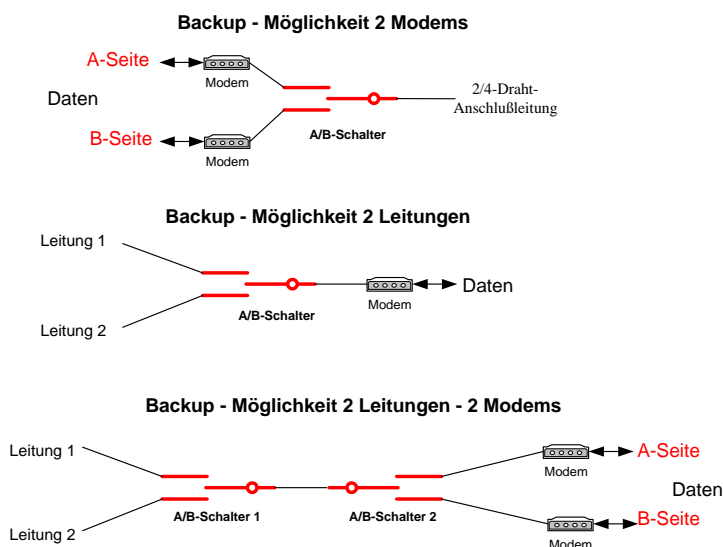 Backup - Möglichkeit 2 Modems
A-Seite
Modem
Daten
2/4-Draht-
Anschlußleitung
B-Seite
A/B-Schalter
Modem
Backup - Möglichkeit 2 Leitungen
Leitung 1
Daten
Modem
A/B-Schalter
Leitung 2
Backup - Möglichkeit 2 Leitungen - 2 Modems
Leitung 1
A-Seite
Modem
Daten
A/B-Schalter 1
A/B-Schalter 2
B-Seite
Leitung 2
Modem